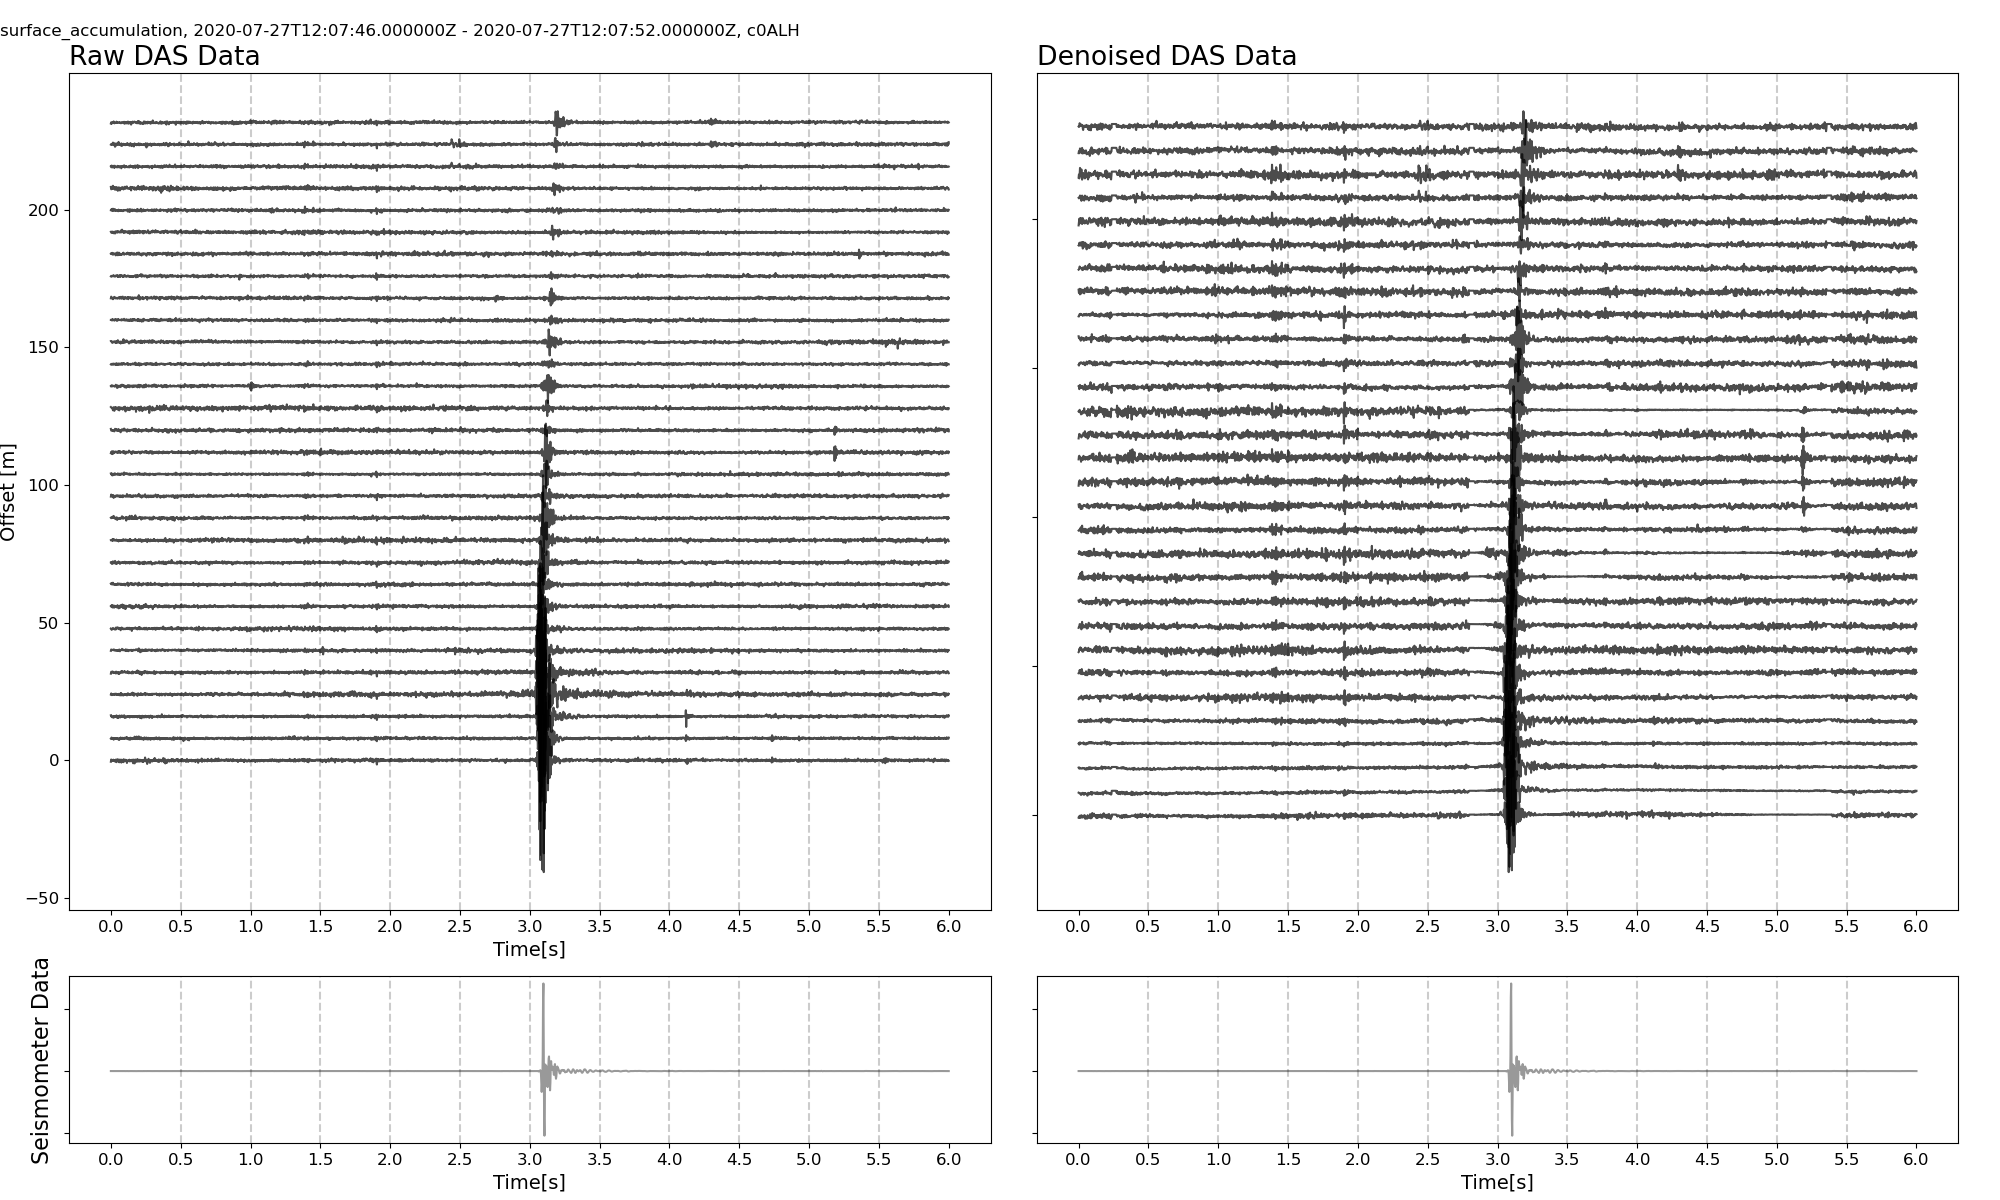 surface_accumulation, 2020-07-27T12:07:46.000000Z - 2020-07-27T12:07:52.000000Z, c0ALH
Raw DAS Data
Denoised DAS Data
Offset [m]
200
150
100
50
0
−50
0.0 0.5 1.0 1.5 2.0 2.5 3.0 3.5 4.0 4.5 5.0 5.5 6.0
Time[s]
0.0 0.5 1.0 1.5 2.0 2.5 3.0 3.5 4.0 4.5 5.0 5.5 6.0
Seismometer Data
0.0 0.5 1.0 1.5 2.0 2.5 3.0 3.5 4.0 4.5 5.0 5.5 6.0
Time[s]
0.0 0.5 1.0 1.5 2.0 2.5 3.0 3.5 4.0 4.5 5.0 5.5 6.0
Time[s]